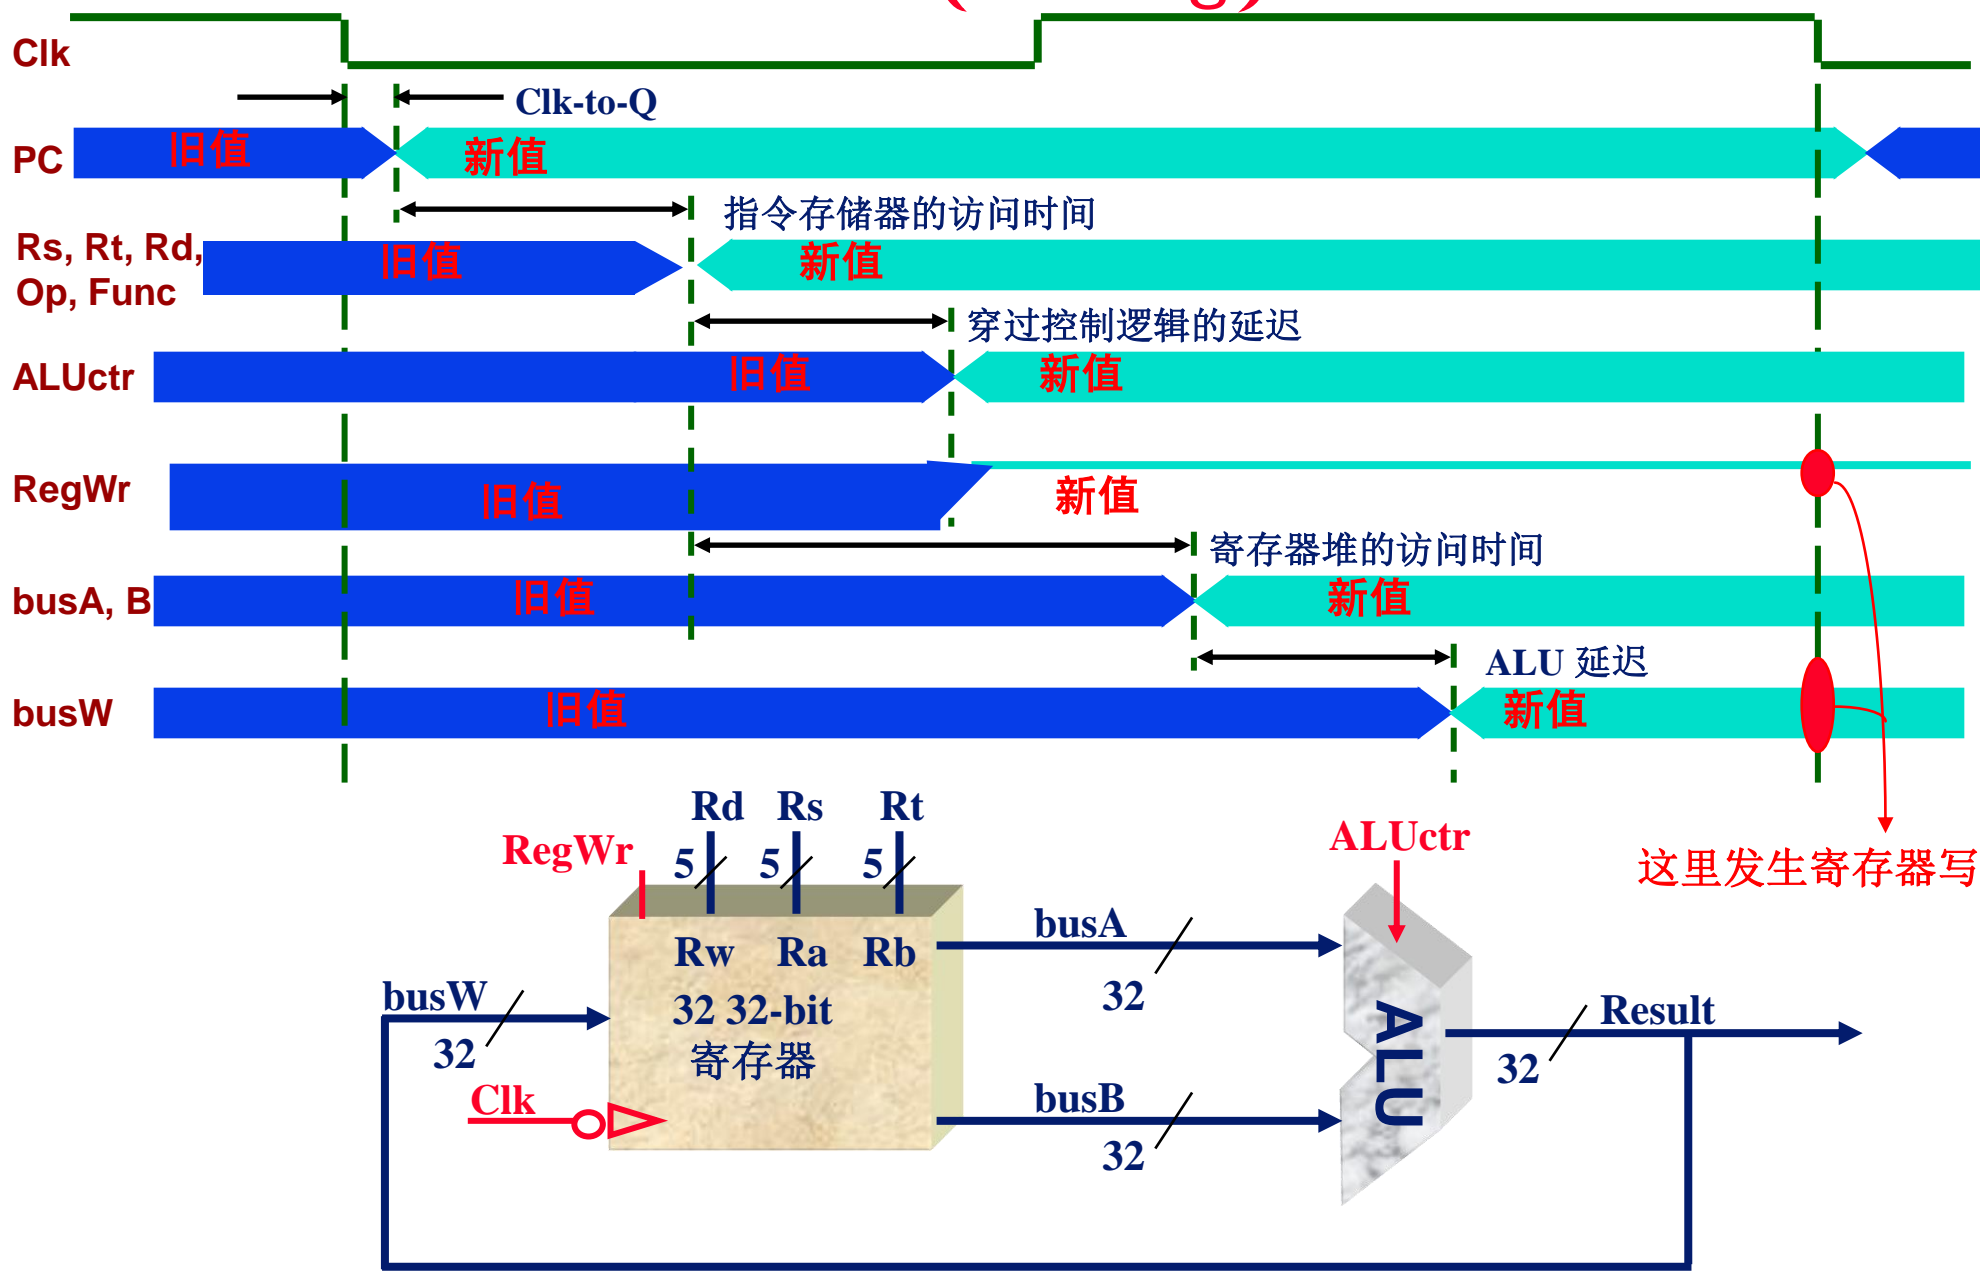 Clk
Clk-to-Q
PC
旧值
新值
指令存储器的访问时间
Rs, Rt, Rd,
Op, Func
旧值
新值
穿过控制逻辑的延迟
ALUctr
旧值
新值
RegWr
旧值
新值
寄存器堆的访问时间
busA, B
旧值
新值
ALU 延迟
busW
旧值
新值
这里发生寄存器写
Rd
Rs
Rt
RegWr
5
5
5
ALUctr
Rw
Ra
Rb
busA
32
busW
32
32 32-bit
寄存器
Clk
busB
32
ALU
Result
32